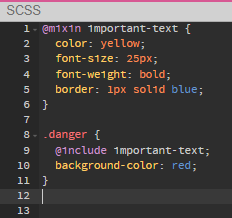 SCSS
1 @mixin important-text {
2 color: yellow;
3 font-size: 25px;
4 font-weight: bold;
5 border: 1px solid blue;
6 }
7
8 .danger {
9 @include important-text;
10 background-color: red;
11 }
12
13